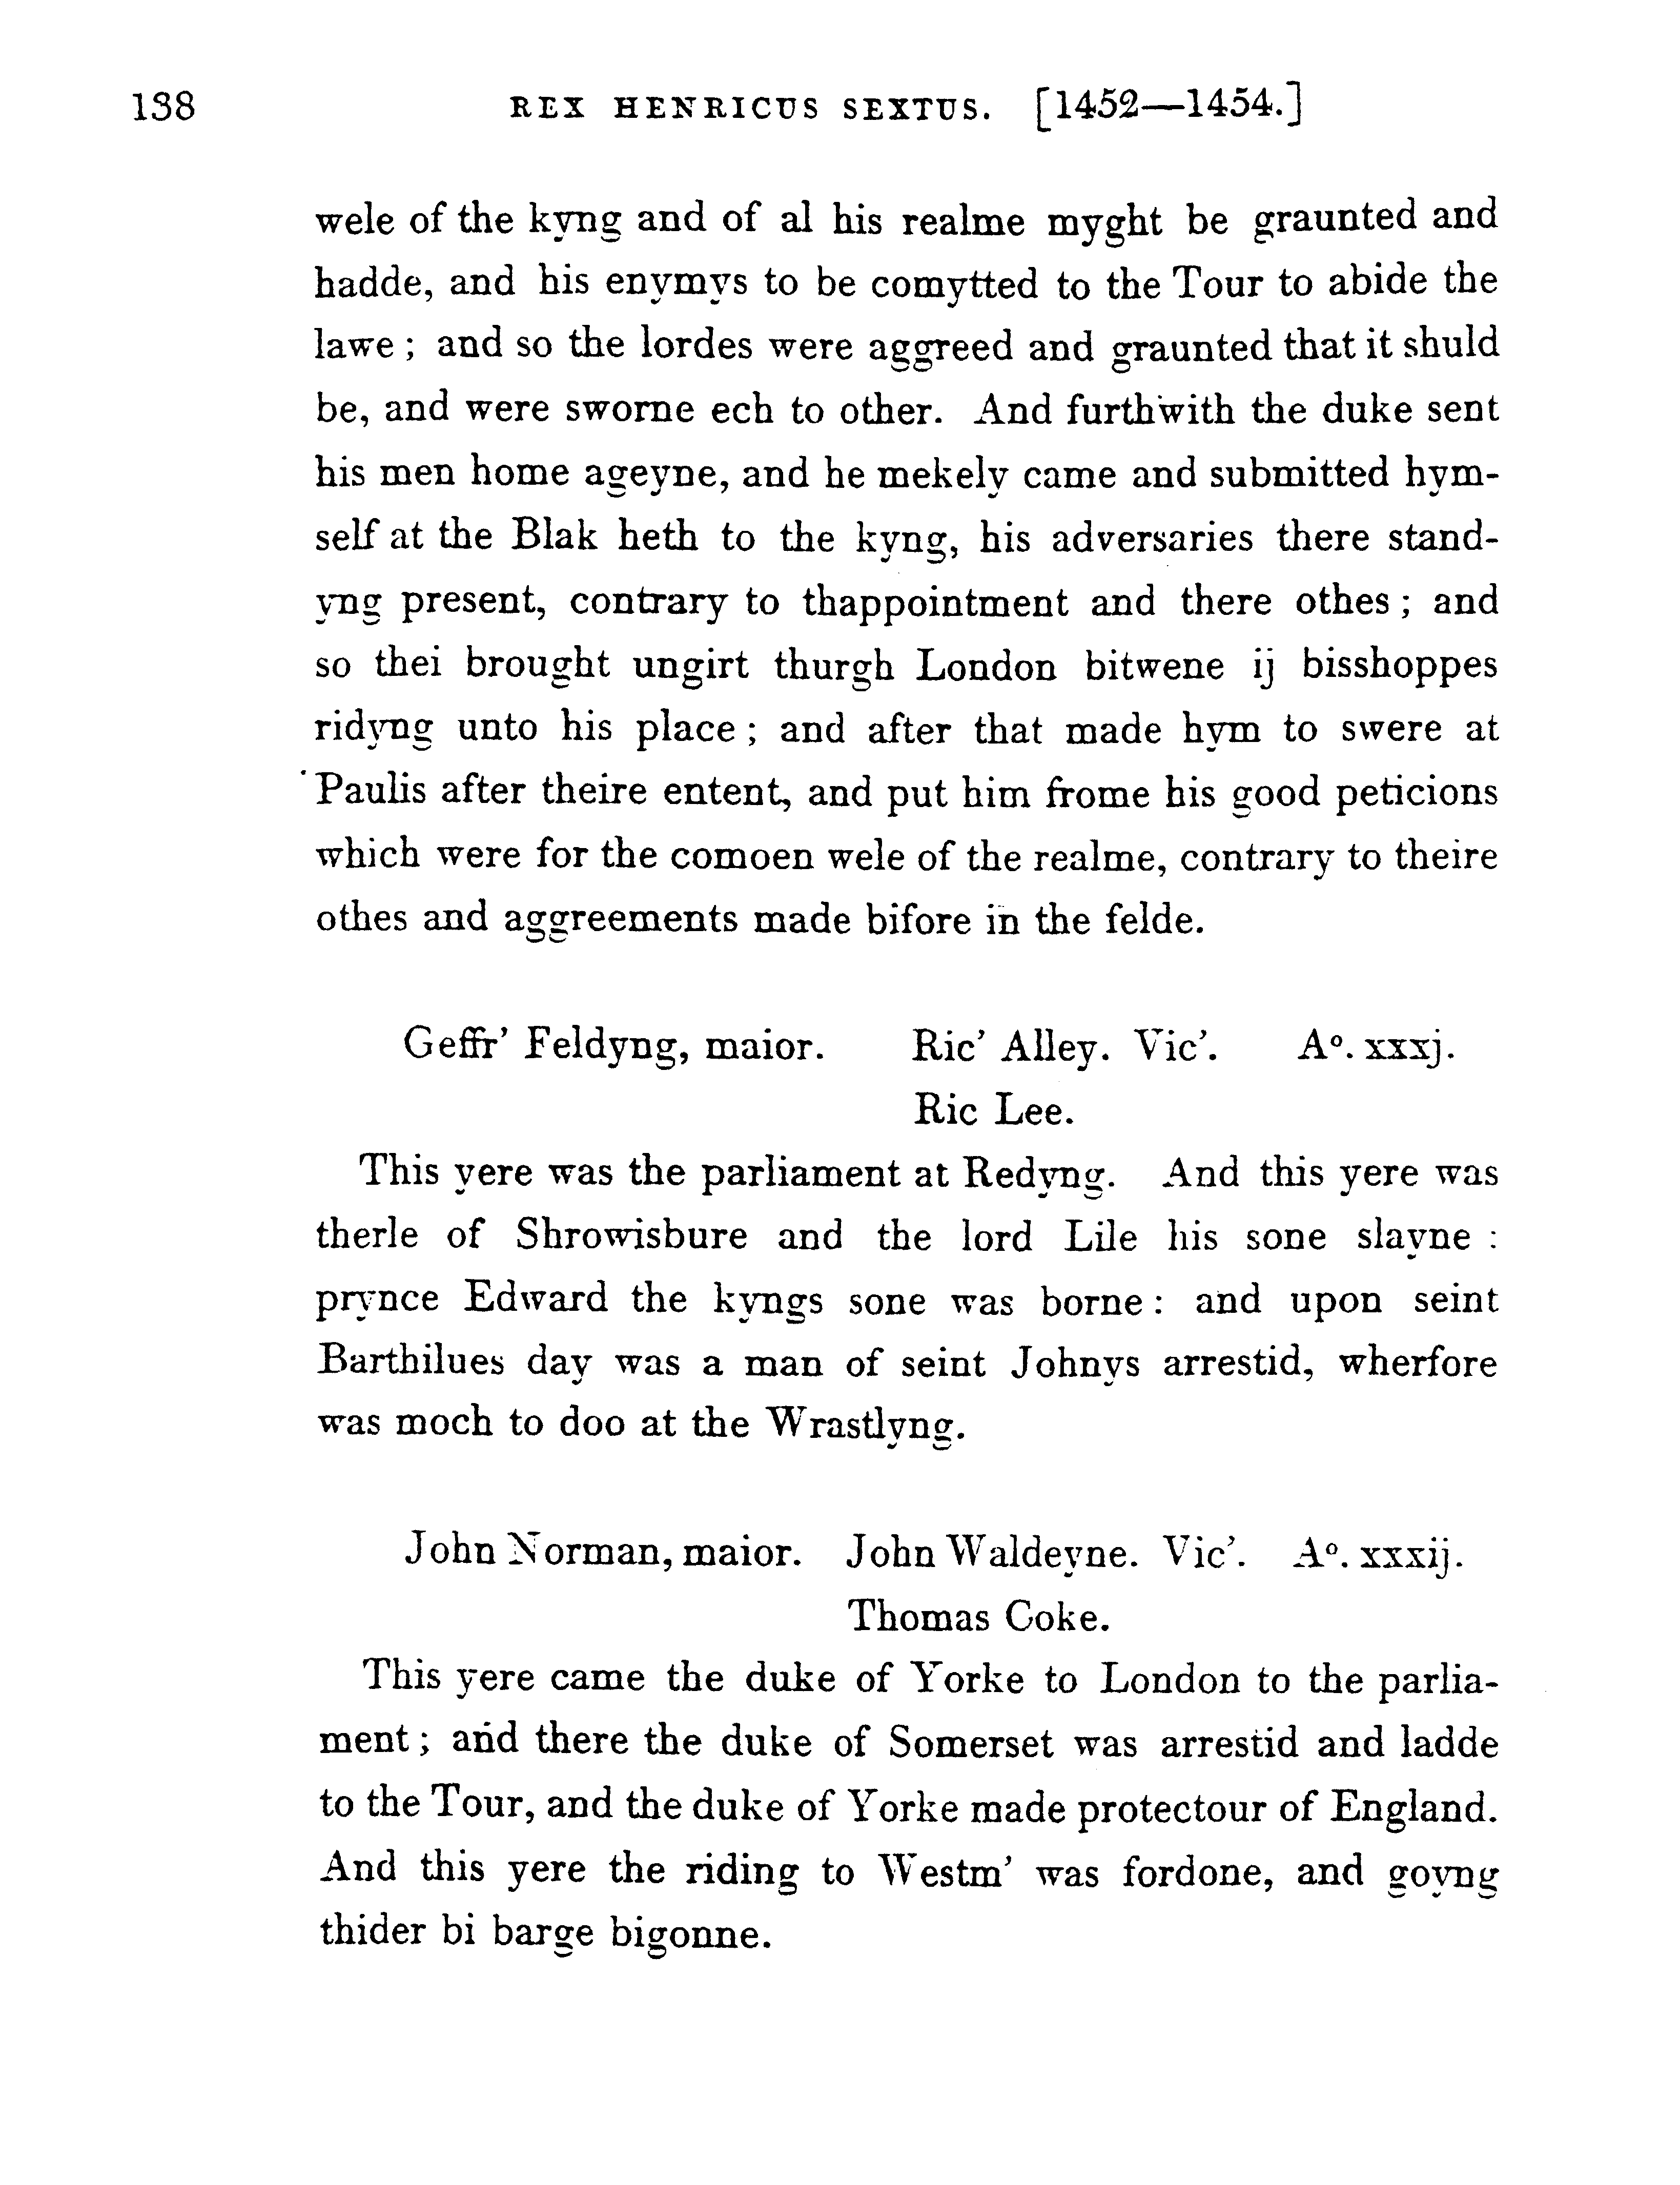 138 REX HENRICUS SEXTUS. [1452—1454.]
wele of the kyng and of al his realme myght be graunted and
hadde, and his enymys to be comytted to the Tour to abide the
lawe ; and so the lordes were aggreed and graunted that it shuld
be, and were sworne ech to other. And furthwith the duke sent
his men home ageyne, and he mekely came and submitted hym-
self at the Blak heth to the kyng, his adversaries there stand-
yng present, contrary to thappointment and there othes ; and
so thei brought ungirt thurgh London bitwene ij bisshoppes
ridyng unto his place ; and after that made hym to swere at
Paulis after theire entent, and put him frome his good peticions
which were for the comoen wele of the realme, contrary to theire
othes and aggreements made bifore in the felde.
Geffr' Feldyng, maior. Ric' Alley. Vic'. Aº. xxxj.
Ric Lee.
This yere was the parliament at Redyng. And this yere was
therle of Shrowisbure and the lord Lile his sone slayne :
prynce Edward the kyngs sone was borne : and upon seint
Barthilues day was a man of seint Johnys arrestid, wherfore
was moch to doo at the Wrastlyng.
John Norman, maior. John Waldeyne. Vic'. Aº. xxxij.
Thomas Coke.
This yere came the duke of Yorke to London to the parlia-
ment ; and there the duke of Somerset was arrestid and ladde
to the Tour, and the duke of Yorke made protectour of England.
And this yere the riding to Westm' was fordone, and goyng
thider bi barge bigonne.